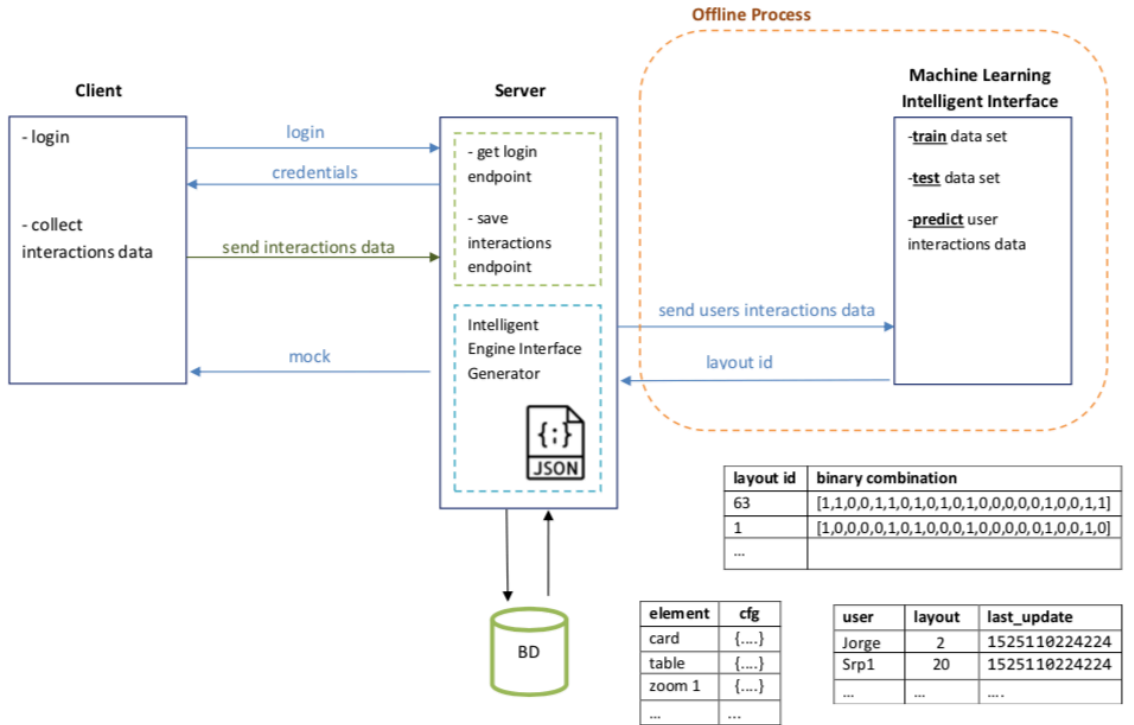 Offline Process
Client
Server
Machine Learning
Intelligent Interface
- login
- collect
interactions data
login
credentials
send interactions data
mock
- get login
endpoint
- save
interactions
endpoint
Intelligent
Engine Interface
Generator
{;}
JSON
send users interactions data
layout id
-train data set
-test data set
-predict user
interactions data
BD
layout id binary combination
63 [1,1,0,0,1,1,0,1,0,1,0,1,0,0,0,0,0,1,0,0,1,1]
1 [1,0,0,0,0,1,0,1,0,0,0,1,0,0,0,0,0,1,0,0,1,0]
...
element cfg
card {....}
table {....}
zoom 1 {....}
... ...
user layout last_update
Jorge 2 1525110224224
Srp1 20 1525110224224
... ... ....